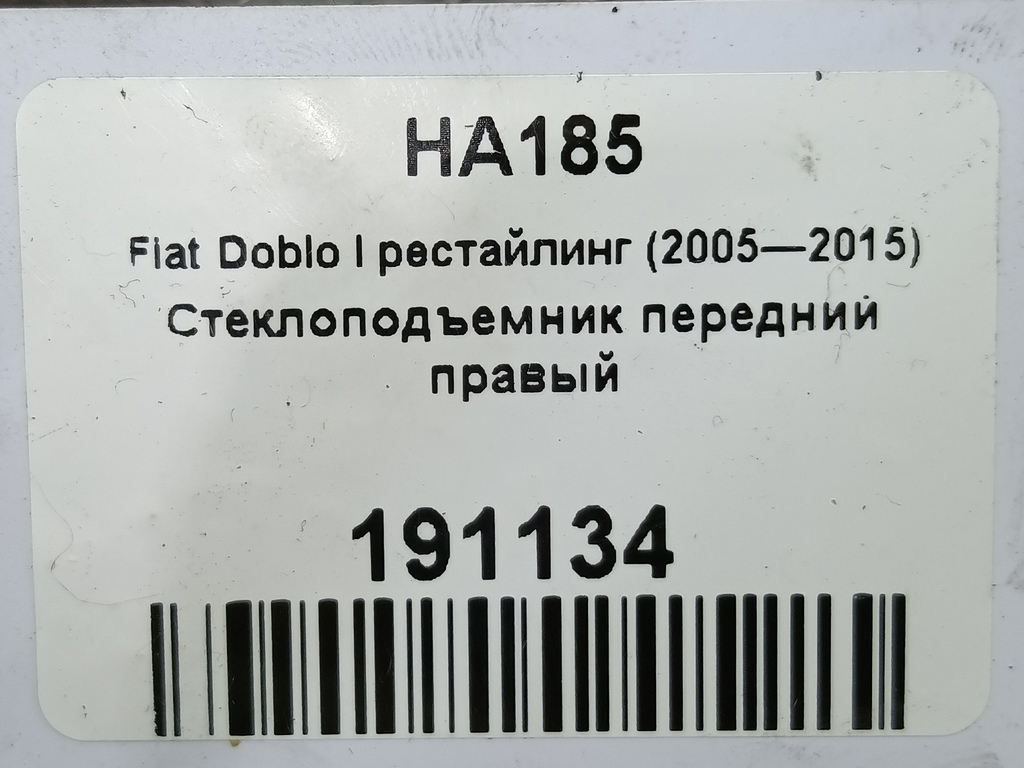 HA185
Fiat Doblo I рестайлинг (2005—2015)
Стеклоподъемник передний
правый
191134